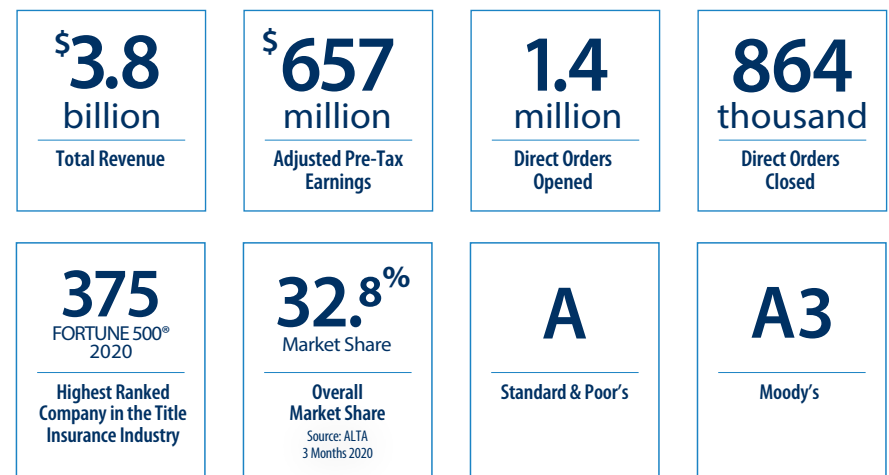 $3.8
billion
Total Revenue
$657
million
Adjusted Pre-Tax
Earnings
1.4
million
Direct Orders
Opened
864
thousand
Direct Orders
Closed
375
FORTUNE 500®
2020
Highest Ranked
Company in the Title
Insurance Industry
32.8%
Market Share
Overall
Market Share
Source: ALTA
3 Months 2020
A
Standard & Poor's
A3
Moody's